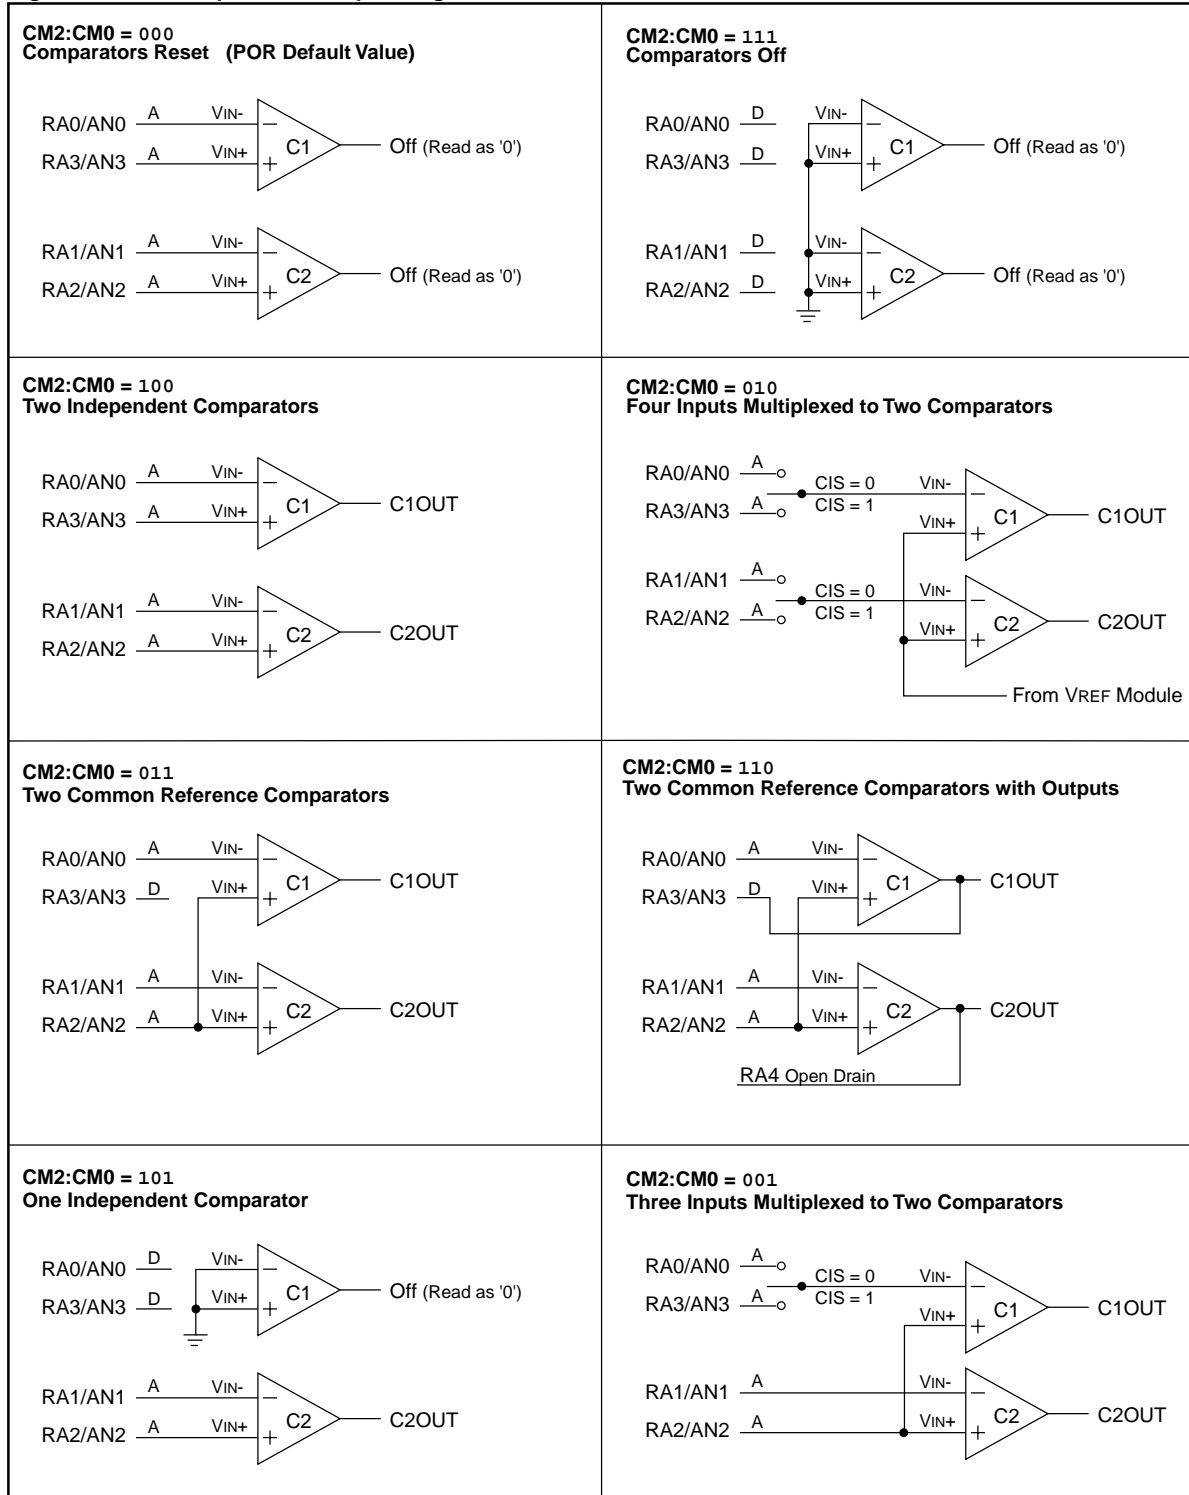 CM2:CM0 = 000
Comparators Reset (POR Default Value)
RA0/AN0 A VIN-
RA3/AN3 A VIN+
C1
Off (Read as '0')
RA1/AN1 A VIN-
RA2/AN2 A VIN+
C2
Off (Read as '0')
CM2:CM0 = 111
Comparators Off
RA0/AN0 D VIN-
RA3/AN3 D VIN+
C1
Off (Read as '0')
RA1/AN1 D VIN-
RA2/AN2 D VIN+
C2
Off (Read as '0')
CM2:CM0 = 100
Two Independent Comparators
RA0/AN0 A VIN-
RA3/AN3 A VIN+
C1
C1OUT
RA1/AN1 A VIN-
RA2/AN2 A VIN+
C2
C2OUT
CM2:CM0 = 010
Four Inputs Multiplexed to Two Comparators
RA0/AN0 A
CIS = 0 VIN-
RA3/AN3 A CIS = 1
VIN+
C1
C1OUT
RA1/AN1 A
CIS = 0 VIN-
RA2/AN2 A CIS = 1
VIN+
C2
C2OUT
From VREF Module
CM2:CM0 = 011
Two Common Reference Comparators
RA0/AN0 A VIN-
RA3/AN3 D VIN+
C1
C1OUT
RA1/AN1 A VIN-
RA2/AN2 A VIN+
C2
C2OUT
CM2:CM0 = 110
Two Common Reference Comparators with Outputs
RA0/AN0 A VIN-
RA3/AN3 D VIN+
C1
C1OUT
RA1/AN1 A VIN-
RA2/AN2 A VIN+
C2
C2OUT
RA4 Open Drain
CM2:CM0 = 101
One Independent Comparator
RA0/AN0 D VIN-
RA3/AN3 D VIN+
C1
Off (Read as '0')
RA1/AN1 A VIN-
RA2/AN2 A VIN+
C2
C2OUT
CM2:CM0 = 001
Three Inputs Multiplexed to Two Comparators
RA0/AN0 A
CIS = 0 VIN-
RA3/AN3 A CIS = 1
VIN+
C1
C1OUT
RA1/AN1 A VIN-
RA2/AN2 A VIN+
C2
C2OUT